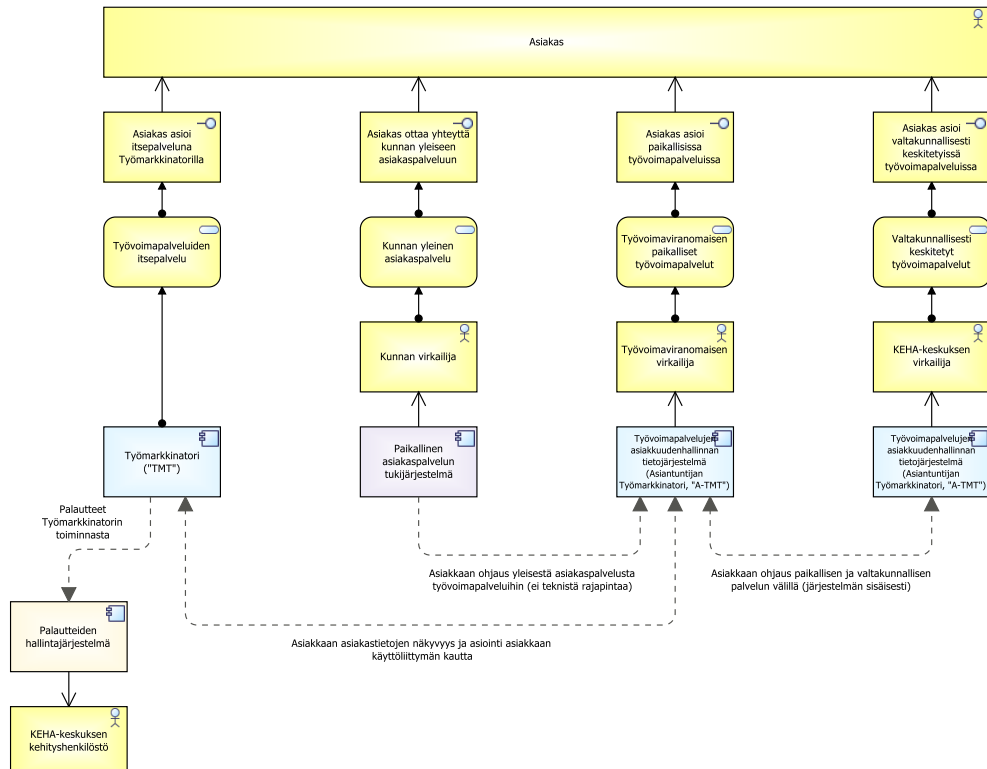 Asiakas
Asiakas asioi
itsepalveluna
Työmarkkinatorilla
Asiakas ottaa yhteyttä
kunnan yleiseen
asiakaspalveluun
Asiakas asioi
paikallisissa
työvoimapalveluissa
Asiakas asioi
valtakunnallisesti
keskitetyissä
työvoimapalveluissa
Työvoimapalveluiden
itsepalvelu
Kunnan yleinen
asiakaspalvelu
Työvoimaviranomaisen
paikalliset
työvoimapalvelut
Valtakunnallisesti
keskitetyt
työvoimapalvelut
Kunnan virkailija
Työvoimaviranomaisen
virkailija
KEHA-keskuksen
virkailija
Työmarkkinatori
("TMT")
Paikallinen
asiakaspalvelun
tukijärjestelmä
Työvoimapalvelujen
asiakkuudenhallinnan
tietojärjestelmä
(Asiantuntijan
Työmarkkinatori, "A-TMT")
Työvoimapalvelujen
asiakkuudenhallinnan
tietojärjestelmä
(Asiantuntijan
Työmarkkinatori, "A-TMT")
Palautteet
Työmarkkinatorin
toiminnasta
Asiakkaan ohjaus yleisestä asiakaspalvelusta
työvoimapalveluihin (ei teknistä rajapintaa)
Asiakkaan ohjaus paikallisen ja valtakunnallisen
palvelun välillä (järjestelmän sisäisesti)
Palautteiden
hallintajärjestelmä
Asiakkaan asiakastietojen näkyvyys ja asiointi asiakkaan
käyttöliittymän kautta
KEHA-keskuksen
kehityshenkilöstö